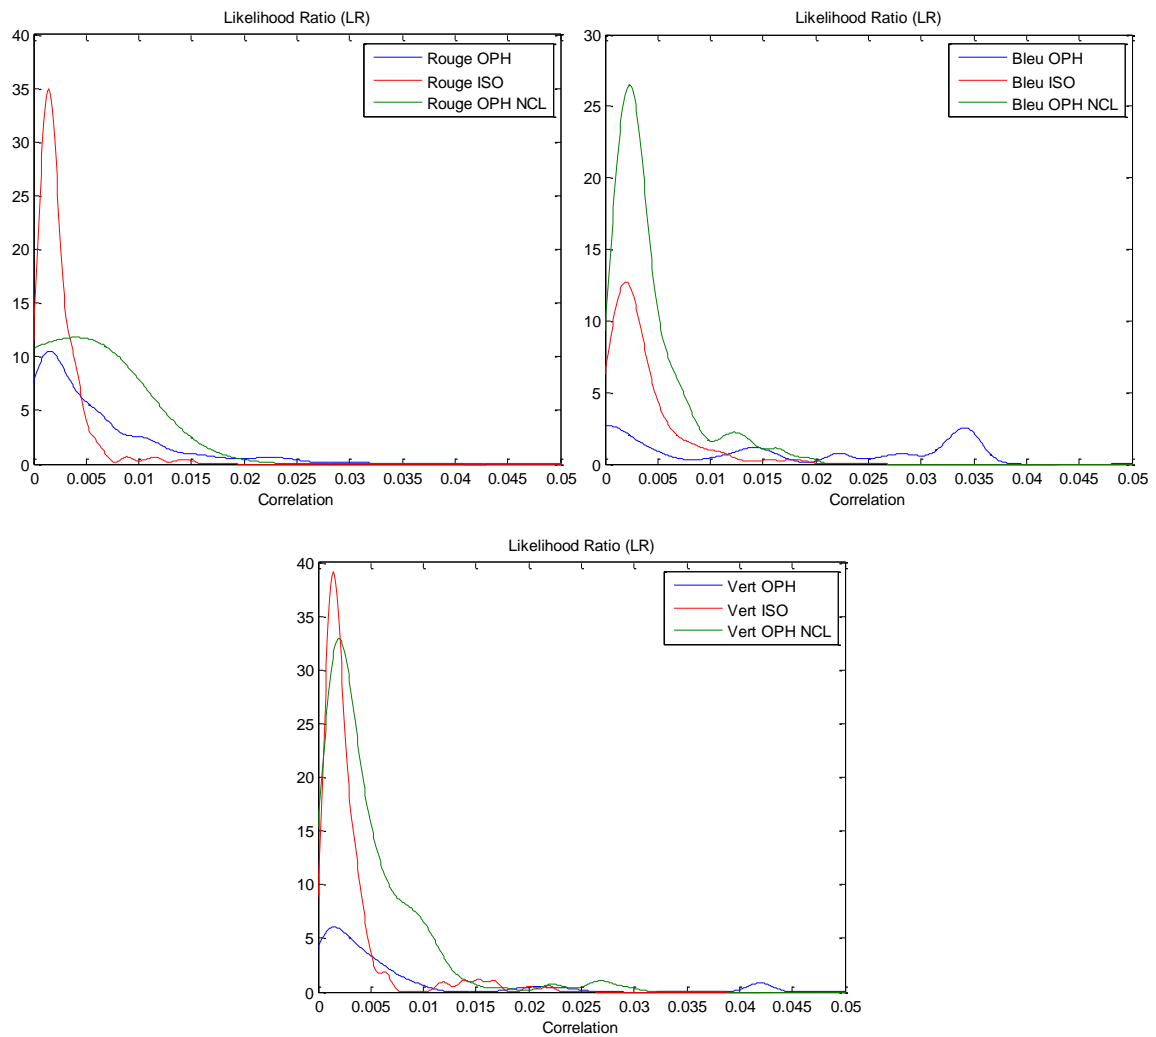 Likelihood Ratio (LR)
40
35
30
25
20
15
10
5
0
Rouge OPH
Rouge ISO
Rouge OPH NCL
0 0.005 0.01 0.015 0.02 0.025 0.03 0.035 0.04 0.045 0.05
Correlation
Likelihood Ratio (LR)
30
25
20
15
10
5
0
Bleu OPH
Bleu ISO
Bleu OPH NCL
0 0.005 0.01 0.015 0.02 0.025 0.03 0.035 0.04 0.045 0.05
Correlation
Likelihood Ratio (LR)
40
35
30
25
20
15
10
5
0
Vert OPH
Vert ISO
Vert OPH NCL
0 0.005 0.01 0.015 0.02 0.025 0.03 0.035 0.04 0.045 0.05
Correlation